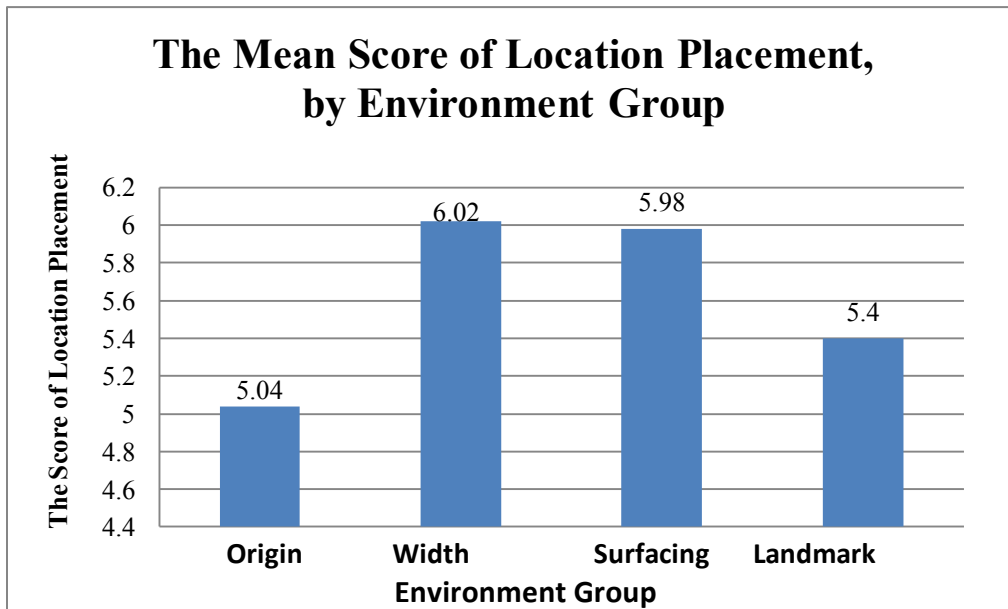 The Mean Score of Location Placement,
by Environment Group
The Score of Location Placement
6.2
6
5.8
5.6
5.4
5.2
5
4.8
4.6
4.4
5.04
6.02
5.98
5.4
Origin
Width
Surfacing
Landmark
Environment Group